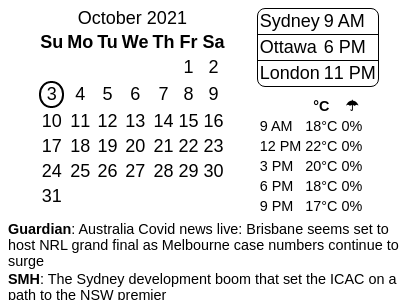 October 2021
Su Mo Tu We Th Fr Sa
1 2
3 4 5 6 7 8 9
10 11 12 13 14 15 16
17 18 19 20 21 22 23
24 25 26 27 28 29 30
31
Sydney 9 AM
Ottawa 6 PM
London 11 PM
°C ☂
9 AM 18°C 0%
12 PM 22°C 0%
3 PM 20°C 0%
6 PM 18°C 0%
9 PM 17°C 0%
Guardian: Australia Covid news live: Brisbane seems set to
host NRL grand final as Melbourne case numbers continue to
surge
SMH: The Sydney development boom that set the ICAC on a
path to the NSW premier